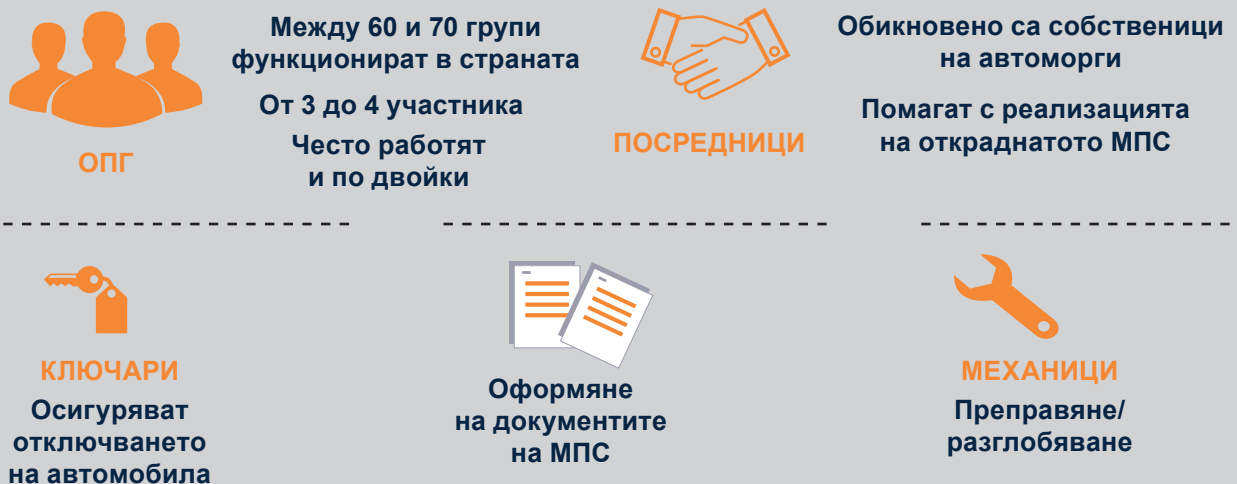 ОПГ
Между 60 и 70 групи
функционират в страната
От 3 до 4 участника
Често работят
и по двойки
ПОСРЕДНИЦИ
Обикновено са собственици
на автоморги
Помагат с реализацията
на откраднатото МПС
КЛЮЧАРИ
Осигуряват
отключването
на автомобила
Оформяне
на документите
на МПС
МЕХАНИЦИ
Преправяне/
разглобяване